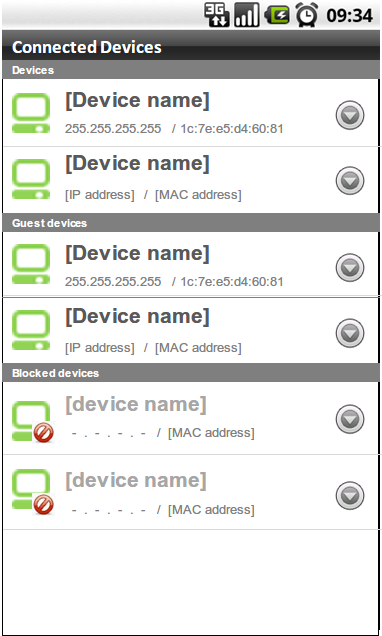 3G 09:34
Connected Devices
Devices
[Device name]
255.255.255.255 / 1c:7e:e5:d4:60:81
[Device name]
[IP address] / [MAC address]
Guest devices
[Device name]
255.255.255.255 / 1c:7e:e5:d4:60:81
[Device name]
[IP address] / [MAC address]
Blocked devices
[device name]
- . - . - . - / [MAC address]
[device name]
- . - . - . - / [MAC address]